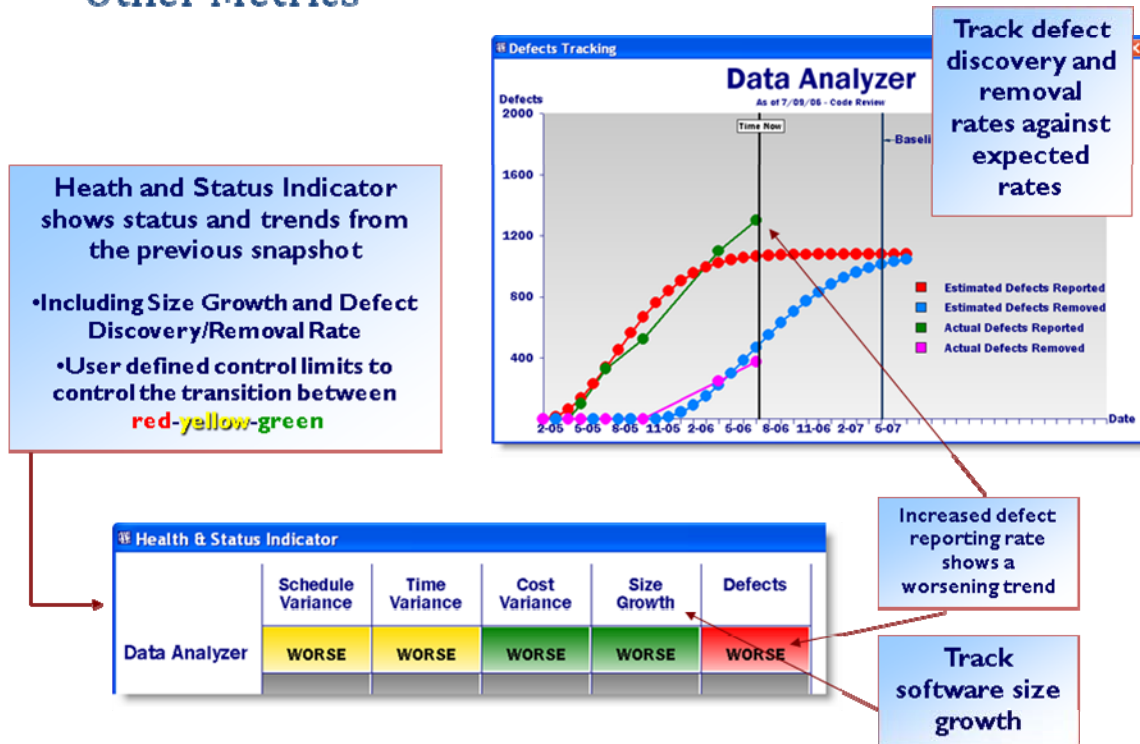 Other Metrics
Defects Tracking
Data Analyzer
As of 7/09/06 - Code Review
Defects
2000
1600
1200
800
400
Time Now
Estimated Defects Reported
Estimated Defects Removed
Actual Defects Reported
Actual Defects Removed
2-05 5-05 8-05 11-05 2-06 5-06 8-06 11-06 2-07 5-07
Date
Track defect
discovery and
removal
rates against
expected
rates
Heath and Status Indicator
shows status and trends from
the previous snapshot
•Including Size Growth and Defect
Discovery/Removal Rate
•User defined control limits to
control the transition between
red-yellow-green
Increased defect
reporting rate
shows a
worsening trend
Health & Status Indicator
Schedule
Variance
Time
Variance
Cost
Variance
Size
Growth
Defects
Data Analyzer
WORSE
WORSE
WORSE
WORSE
WORSE
Track
software size
growth